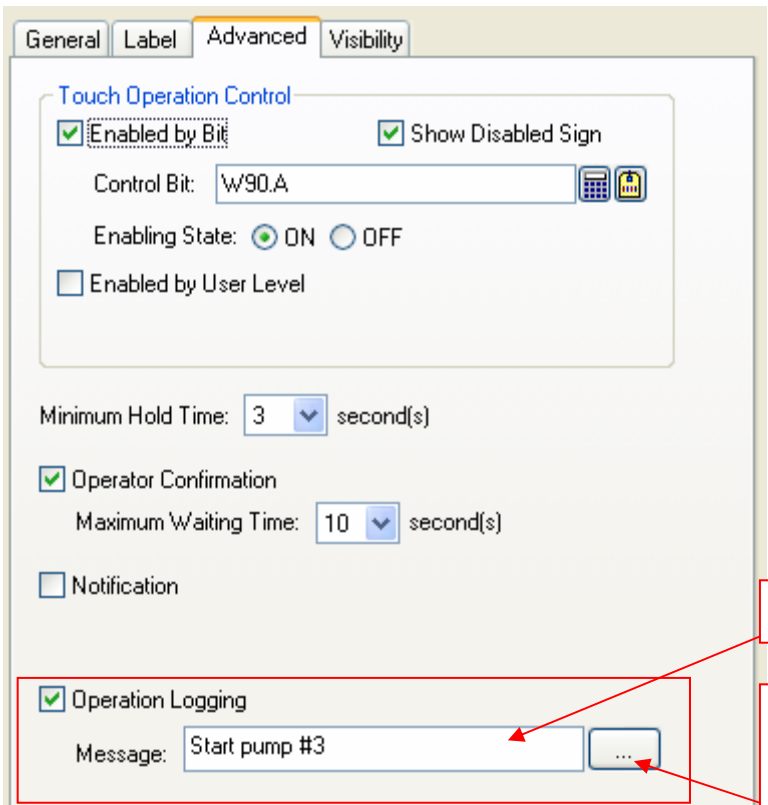 General Label Advanced Visibility
Touch Operation Control
Enabled by Bit Show Disabled Sign
Control Bit: W90.A
Enabling State: ON OFF
Enabled by User Level
Minimum Hold Time: 3 second(s)
Operator Confirmation
Maximum Waiting Time: 10 second(s)
Notification
Operation Logging
Message: Start pump #3 ...